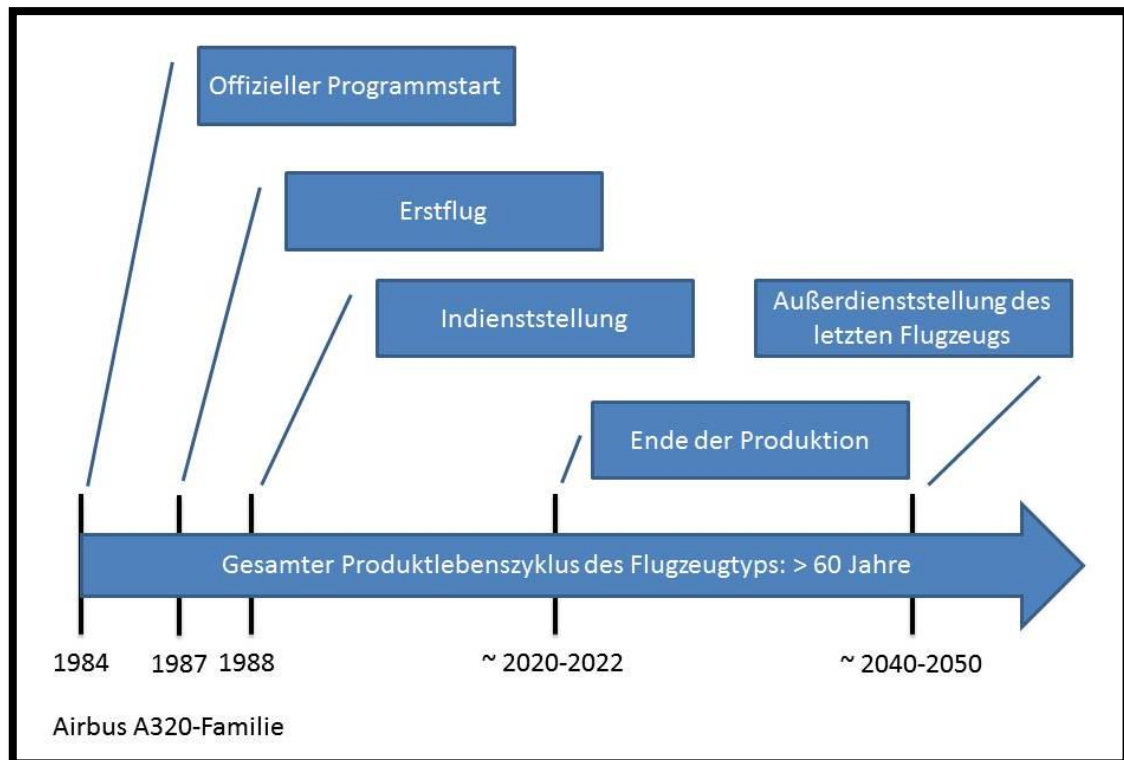 Offizieller Programmstart
Erstflug
Indienststellung
Außerdienststellung des
letzten Flugzeugs
Ende der Produktion
Gesamter Produktlebenszyklus des Flugzeugtyps: > 60 Jahre
1984
1987
1988
~ 2020-2022
~ 2040-2050
Airbus A320-Familie